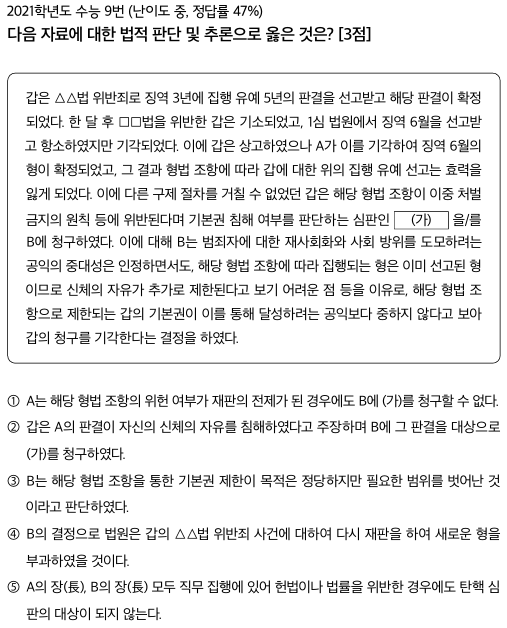 2021학년도 수능 9번 (난이도 중, 정답률 47%)
다음 자료에 대한 법적 판단 및 추론으로 옳은 것은? [3점]
갑은 △△법 위반죄로 징역 3년에 집행 유예 5년의 판결을 선고받고 해당 판결이 확정
되었다. 한 달 후 □□법을 위반한 갑은 기소되었고, 1심 법원에서 징역 6월을 선고받
고 항소하였지만 기각되었다. 이에 갑은 상고하였으나 A가 이를 기각하여 징역 6월의
형이 확정되었고, 그 결과 형법 조항에 따라 갑에 대한 위의 집행 유예 선고는 효력을
잃게 되었다. 이에 다른 구제 절차를 거칠 수 없었던 갑은 해당 형법 조항이 이중 처벌
금지의 원칙 등에 위반된다며 기본권 침해 여부를 판단하는 심판인 (가) 을/를
B에 청구하였다. 이에 대해 B는 범죄자에 대한 재사회화와 사회 방위를 도모하려는
공익의 중대성은 인정하면서도, 해당 형법 조항에 따라 집행되는 형은 이미 선고된 형
이므로 신체의 자유가 추가로 제한된다고 보기 어려운 점 등을 이유로, 해당 형법 조
항으로 제한되는 갑의 기본권이 이를 통해 달성하려는 공익보다 중하지 않다고 보아
갑의 청구를 기각한다는 결정을 하였다.
① A는 해당 형법 조항의 위헌 여부가 재판의 전제가 된 경우에도 B에 (가)를 청구할 수 없다.
② 갑은 A의 판결이 자신의 신체의 자유를 침해하였다고 주장하며 B에 그 판결을 대상으로
(가)를 청구하였다.
③ B는 해당 형법 조항을 통한 기본권 제한이 목적은 정당하지만 필요한 범위를 벗어난 것
이라고 판단하였다.
④ B의 결정으로 법원은 갑의 △△법 위반죄 사건에 대하여 다시 재판을 하여 새로운 형을
부과하였을 것이다.
⑤ A의 장(長), B의 장(長) 모두 직무 집행에 있어 헌법이나 법률을 위반한 경우에도 탄핵 심
판의 대상이 되지 않는다.